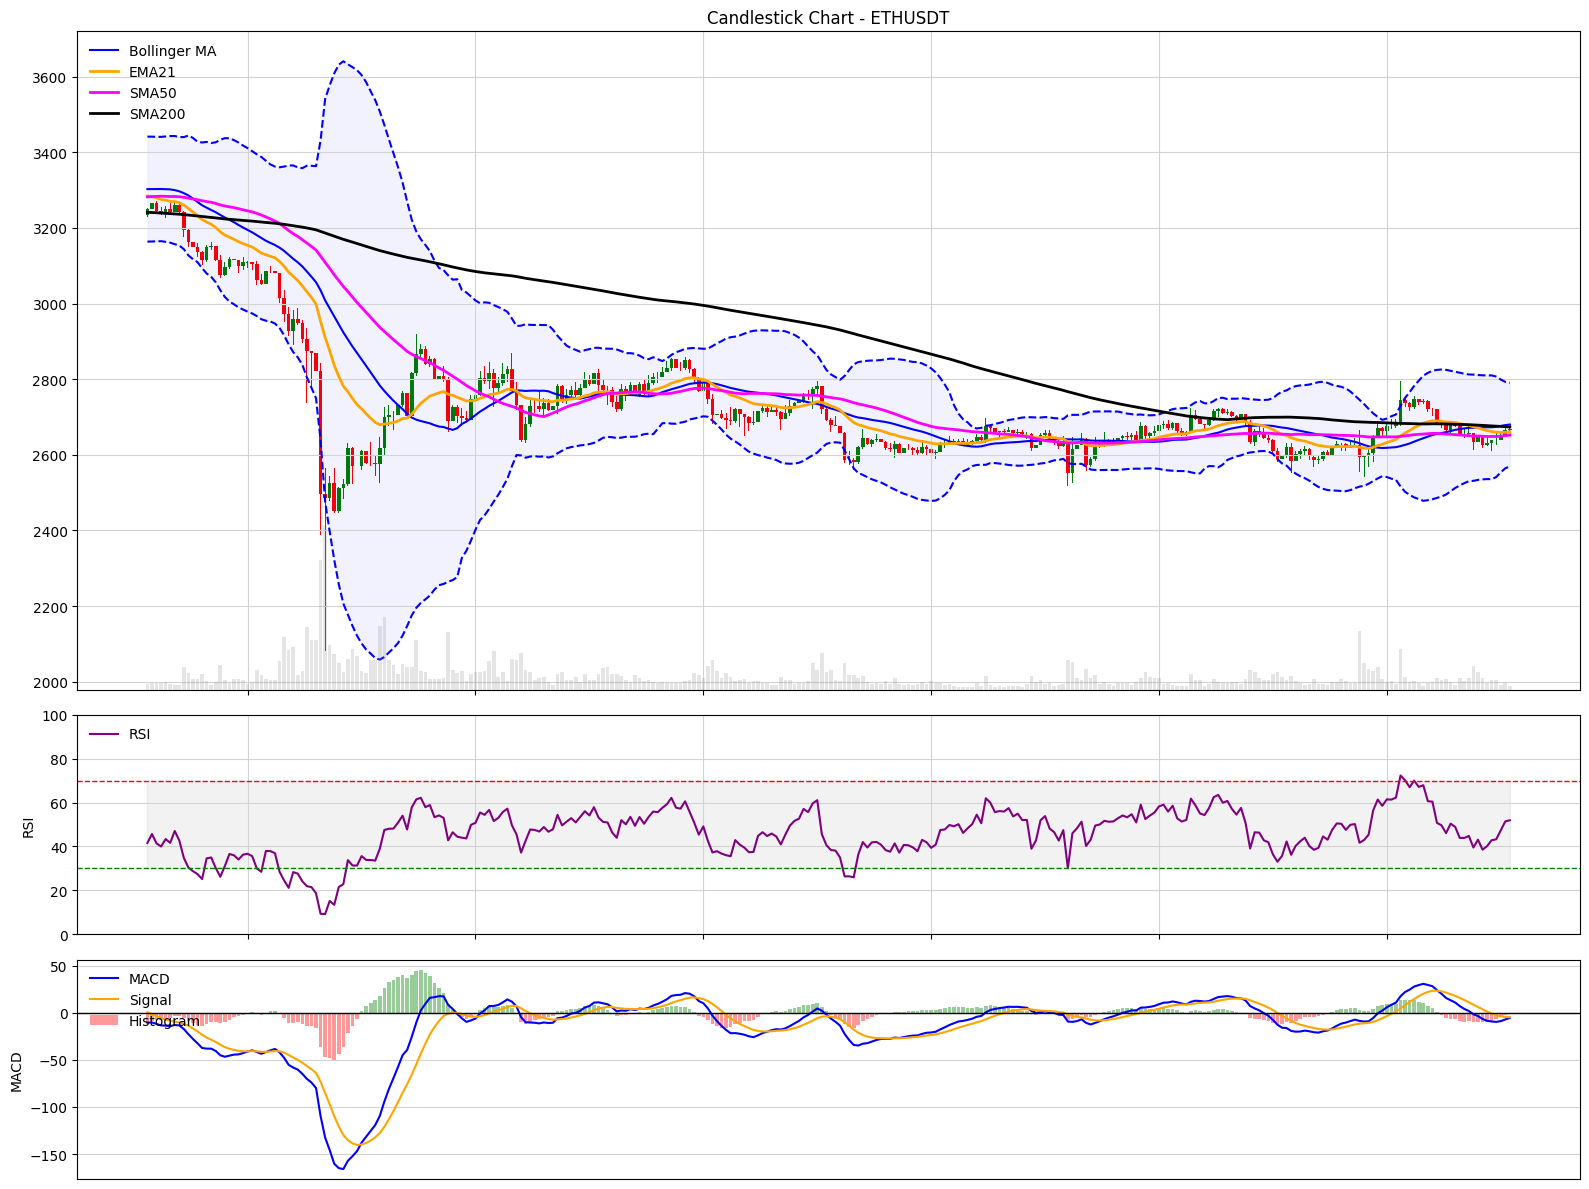 Candlestick Chart - ETHUSDT
Bollinger MA
EMA21
SMA50
SMA200
3600
3400
3200
3000
2800
2600
2400
2200
2000
RSI
RSI
100
80
60
40
20
0
MACD
Signal
Histogram
MACD
50
0
−50
−100
−150